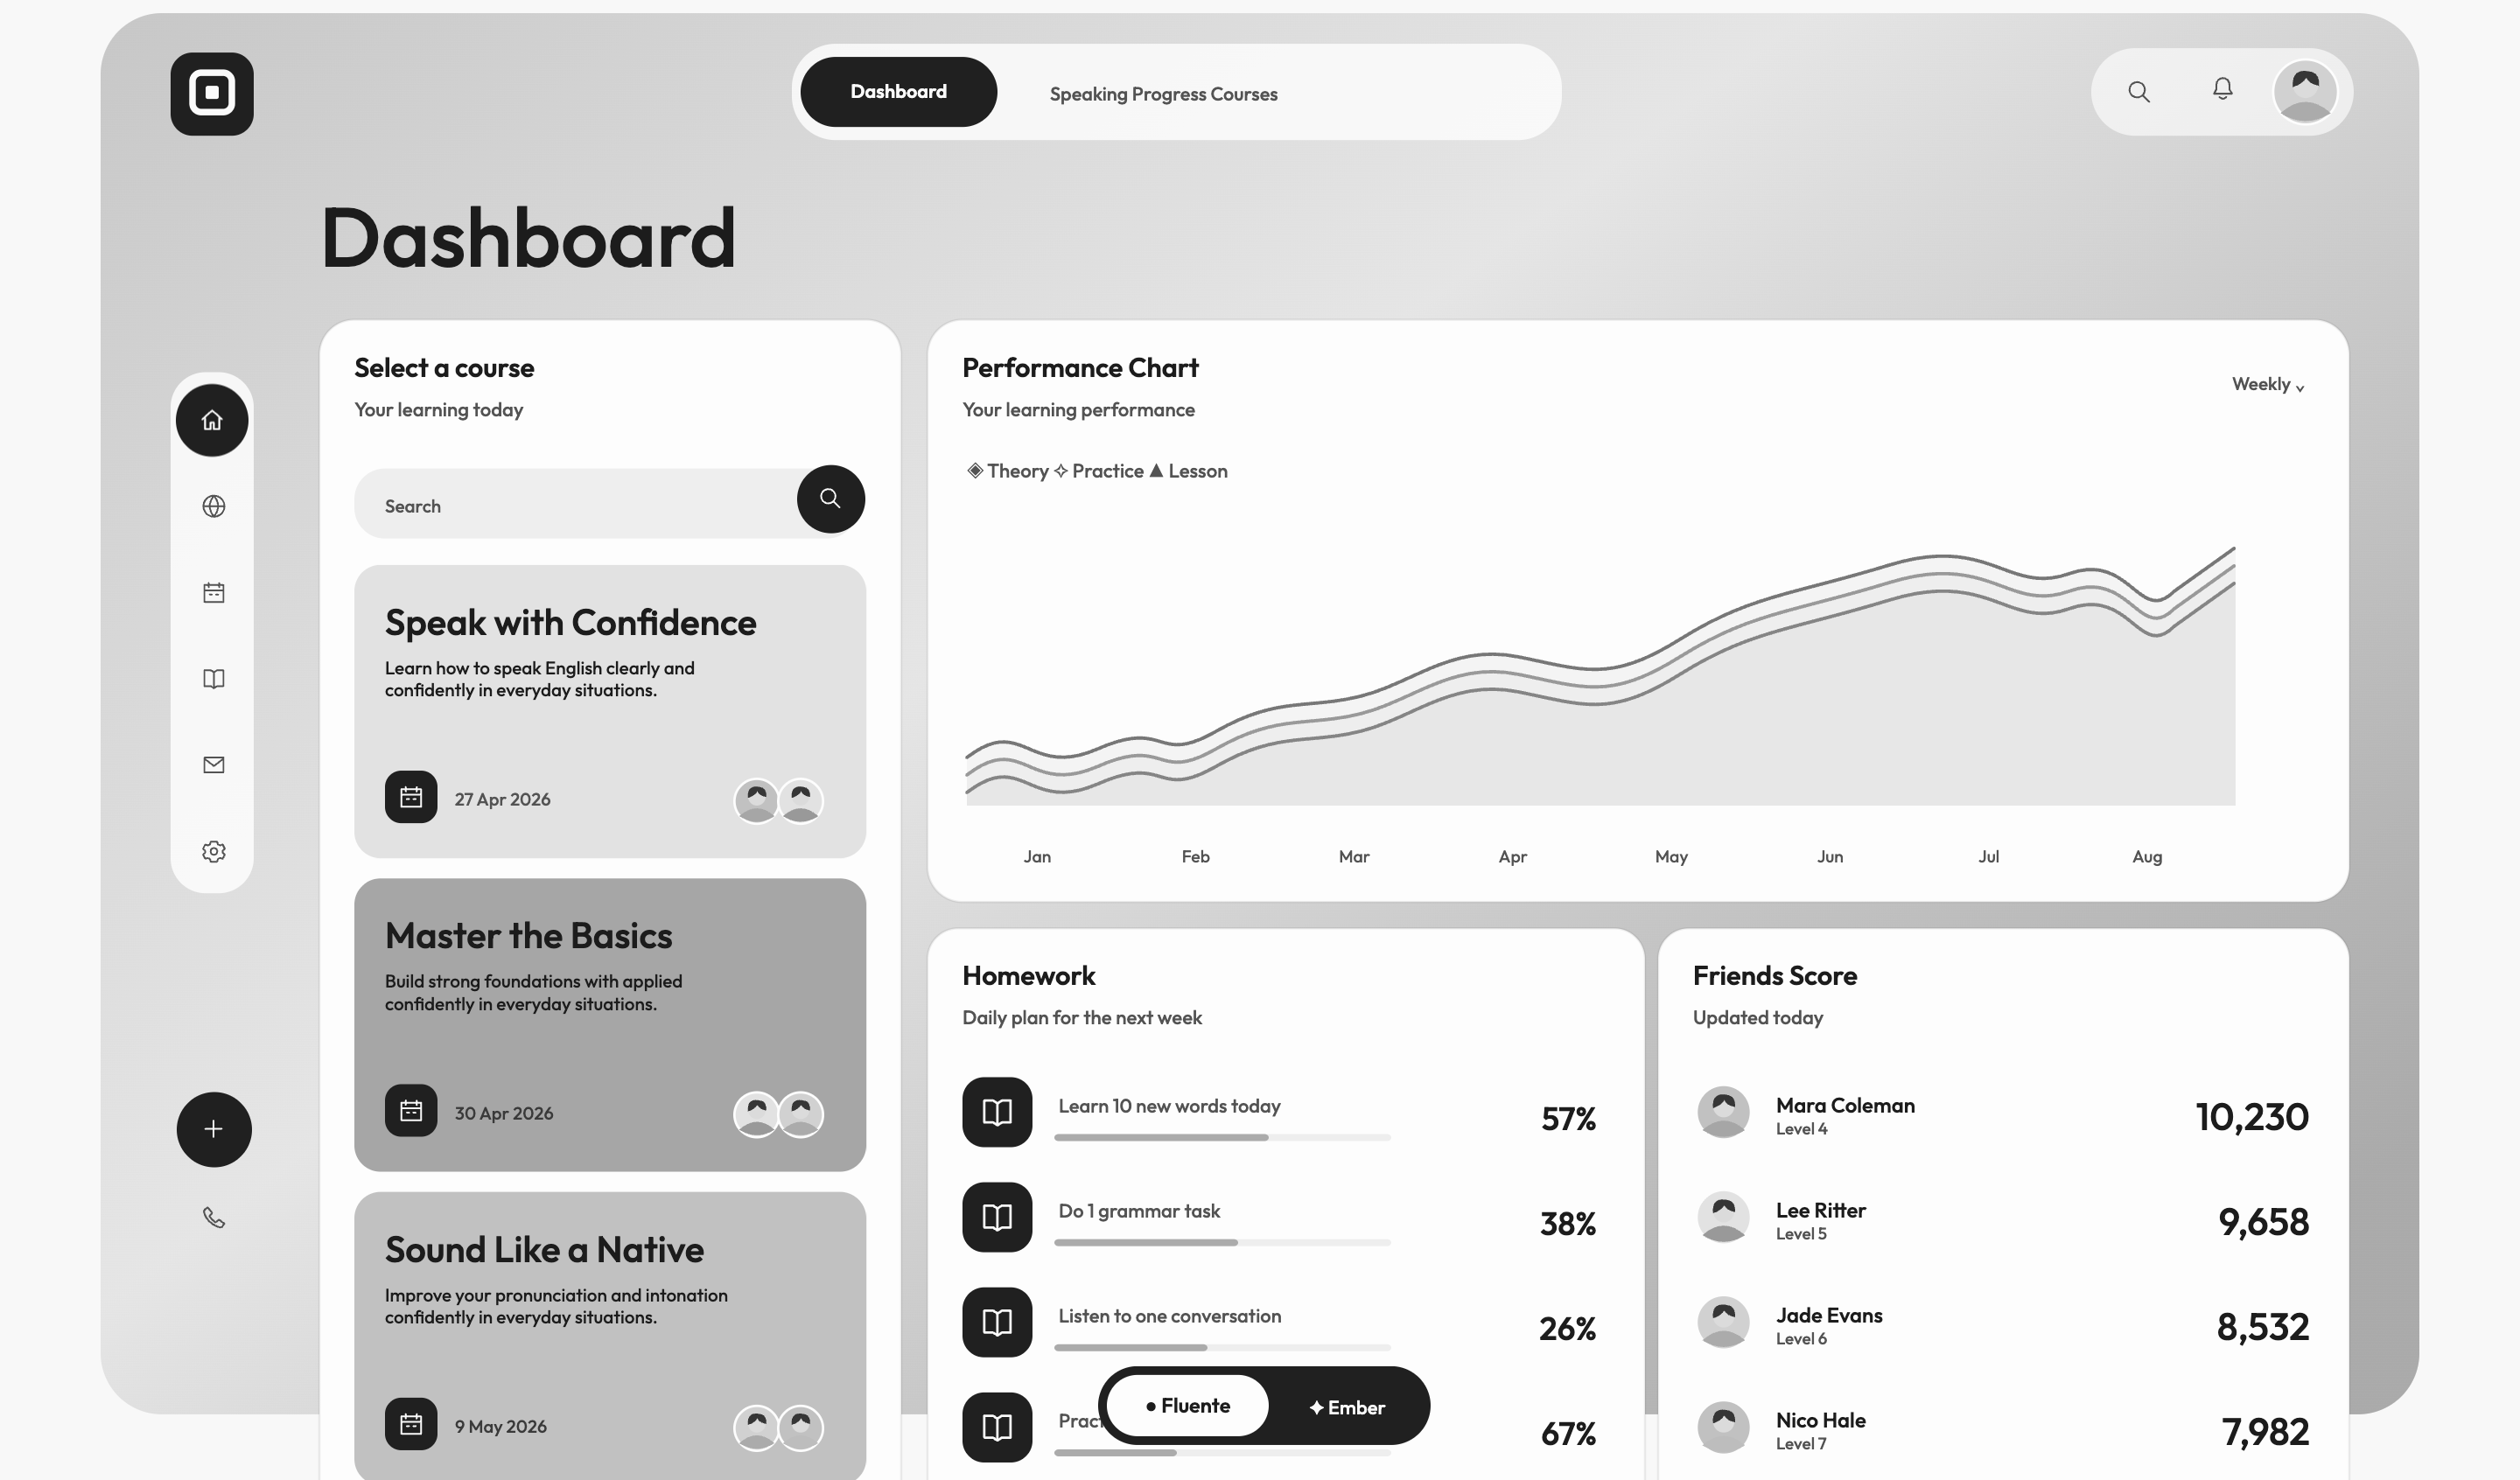 Dashboard
Speaking Progress Courses
Dashboard
Select a course
Your learning today
Search
Speak with Confidence
Learn how to speak English clearly and
confidently in everyday situations.
27 Apr 2026
Master the Basics
Build strong foundations with applied
confidently in everyday situations.
30 Apr 2026
Sound Like a Native
Improve your pronunciation and intonation
confidently in everyday situations.
9 May 2026
Performance Chart
Your learning performance
Weekly
Theory Practice Lesson
Jan Feb Mar Apr May Jun Jul Aug
Homework
Daily plan for the next week
Learn 10 new words today
57%
Do 1 grammar task
38%
Listen to one conversation
26%
67%
Friends Score
Updated today
Mara Coleman
Level 4
10,230
Lee Ritter
Level 5
9,658
Jade Evans
Level 6
8,532
Nico Hale
Level 7
7,982
Fluente
Ember